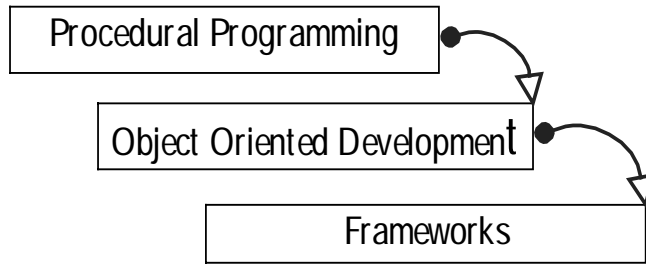 Procedural Programming
Object Oriented Development
Frameworks